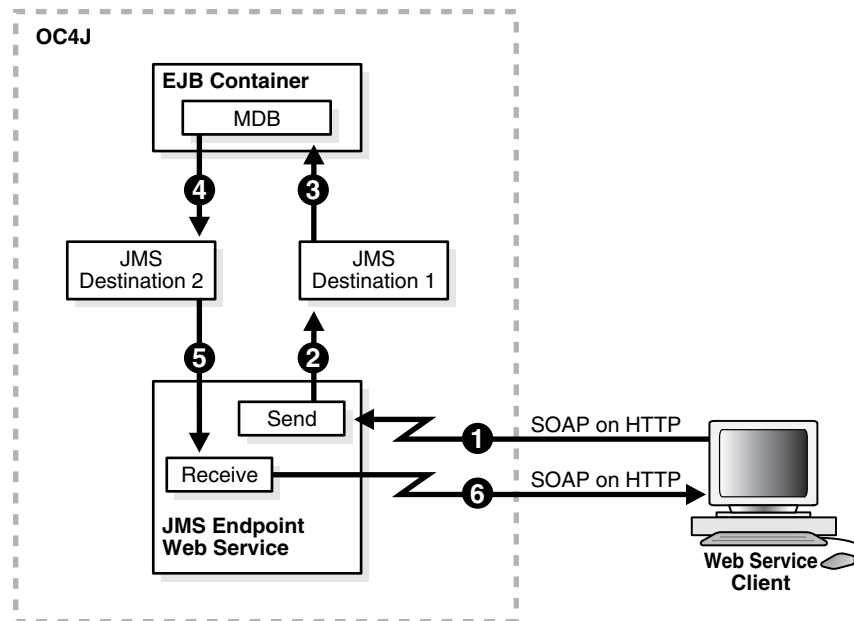 OC4J
EJB Container
MDB
4
3
JMS
Destination 2
JMS
Destination 1
5
2
Send
1
SOAP on HTTP
Receive
6
SOAP on HTTP
JMS Endpoint
Web Service
Web Service
Client